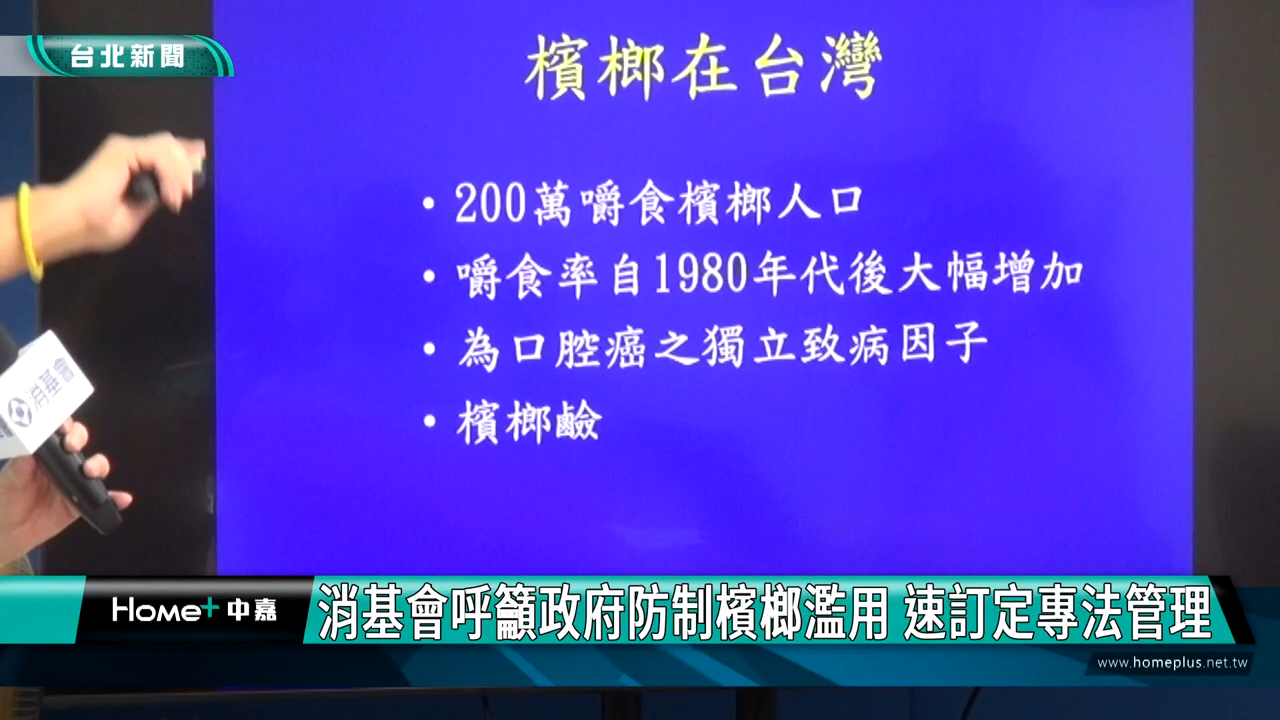 台北新聞
檳榔在台灣
• 200萬嚼食檳榔人口
• 嚼食率自1980年代後大幅增加
• 為口腔癌之獨立致病因子
• 檳榔鹼
Home+中嘉
消基會呼籲政府防制檳榔濫用 速訂定專法管理
www.homeplus.net.tw